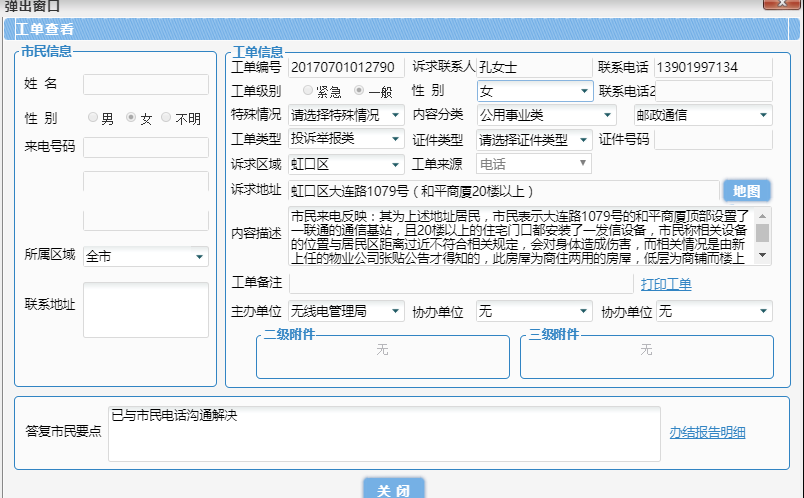 弹出窗口
工单查看
市民信息
姓 名
性 别 男 女 不明
来电号码
所属区域 全市
联系地址
工单信息
工单编号 20170701012790 诉求联系人 孔女士 联系电话 13901997134
工单级别 紧急 一般 性 别 女 联系电话2
特殊情况 请选择特殊情况 内容分类 公用事业类 邮政通信
工单类型 投诉举报类 证件类型 请选择证件类型 证件号码
诉求区域 虹口区 工单来源 电话
诉求地址 虹口区大连路1079号（和平商厦20楼以上） 地图
内容描述
市民来电反映：其为上述地址居民，市民表示大连路1079号的和平商厦顶部设置了
一联通的通信基站，且20楼以上的住宅门口都安装了一发信设备，市民称相关设备
的位置与居民区距离过近不符合相关规定，会对身体造成伤害，而相关情况是由新
上任的物业公司张贴公告才得知的，此房屋为商住两用的房屋，低层为商铺而楼上
工单备注 打印工单
主办单位 无线电管理局 协办单位 无 协办单位 无
二级附件 三级附件
无 无
答复市民要点 已与市民电话沟通解决 办结报告明细
关 闭